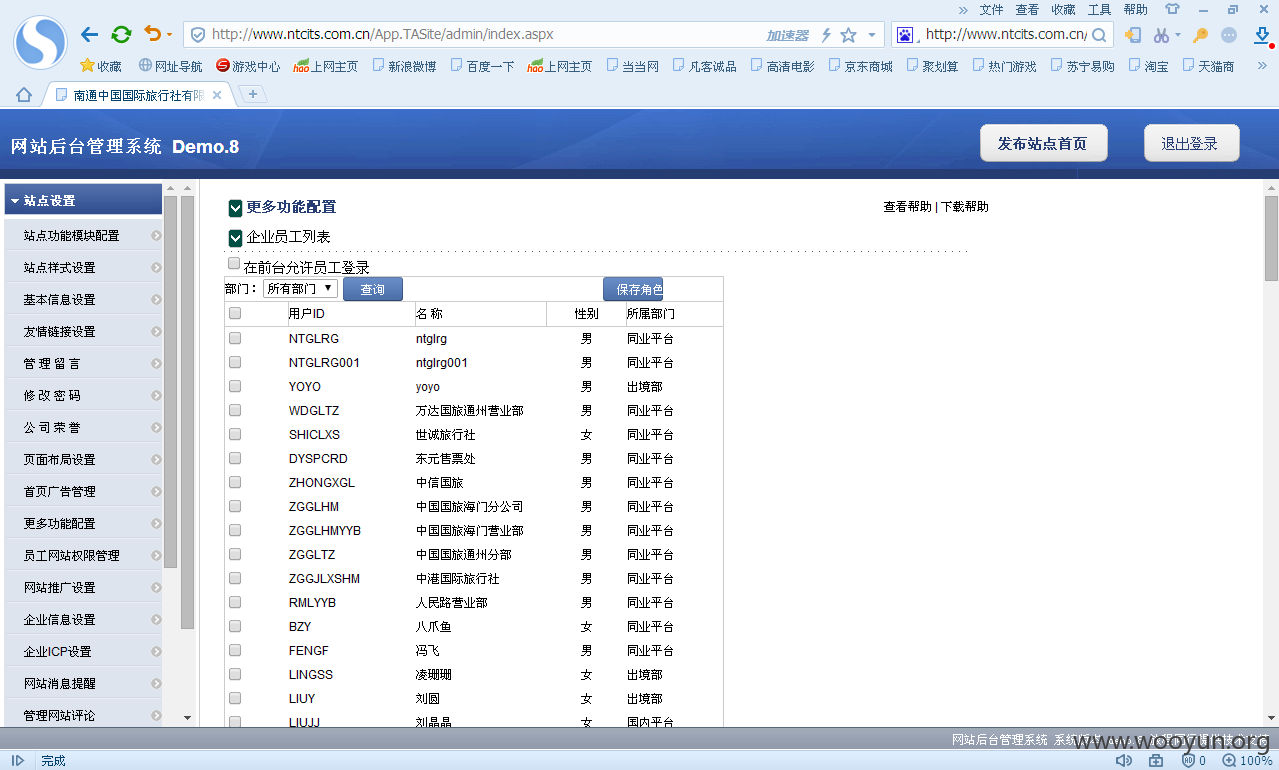 » 文件 查看 收藏 工具 帮助
http://www.ntcits.com.cn/App.TASite/admin/index.aspx 加速器 http://www.ntcits.com.cn/
收藏 网址导航 游戏中心 hao上网主页 新浪微博 百度一下 hao上网主页 当当网 凡客诚品 高清电影 京东商城 聚划算 热门游戏 苏宁易购 淘宝 天猫商 »
南通中国国际旅行社有限 × +
网站后台管理系统 Demo.8 发布站点首页 退出登录
站点设置
站点功能模块配置
站点样式设置
基本信息设置
友情链接设置
管 理 留 言
修 改 密 码
公 司 荣 誉
页面布局设置
首页广告管理
更多功能配置
员工网站权限管理
网站推广设置
企业信息设置
企业ICP设置
网站消息提醒
管理网站评论
更多功能配置 查看帮助 | 下载帮助
企业员工列表
在前台允许员工登录
部门： 所有部门 查询 保存角色
用户ID 名 称 性别 所属部门
NTGLRG ntglrg 男 同业平台
NTGLRG001 ntglrg001 男 同业平台
YOYO yoyo 男 出境部
WDGLTZ 万达国旅通州营业部 男 同业平台
SHICLXS 世诚旅行社 女 同业平台
DYSPCRD 东元售票处 男 同业平台
ZHONGXGL 中信国旅 男 同业平台
ZGGLHM 中国国旅海门分公司 男 同业平台
ZGGLHMYYB 中国国旅海门营业部 男 同业平台
ZGGLTZ 中国国旅通州分部 男 同业平台
ZGGJLXSHM 中港国际旅行社 男 同业平台
RMLYYB 人民路营业部 男 同业平台
BZY 八爪鱼 女 同业平台
FENGF 冯飞 男 同业平台
LINGSS 凌珊珊 女 出境部
LIUY 刘圆 女 出境部
LIUJJ 刘晶晶 女 国内平台
网站后台管理系统
www.wooyun.org
完成 0 100%